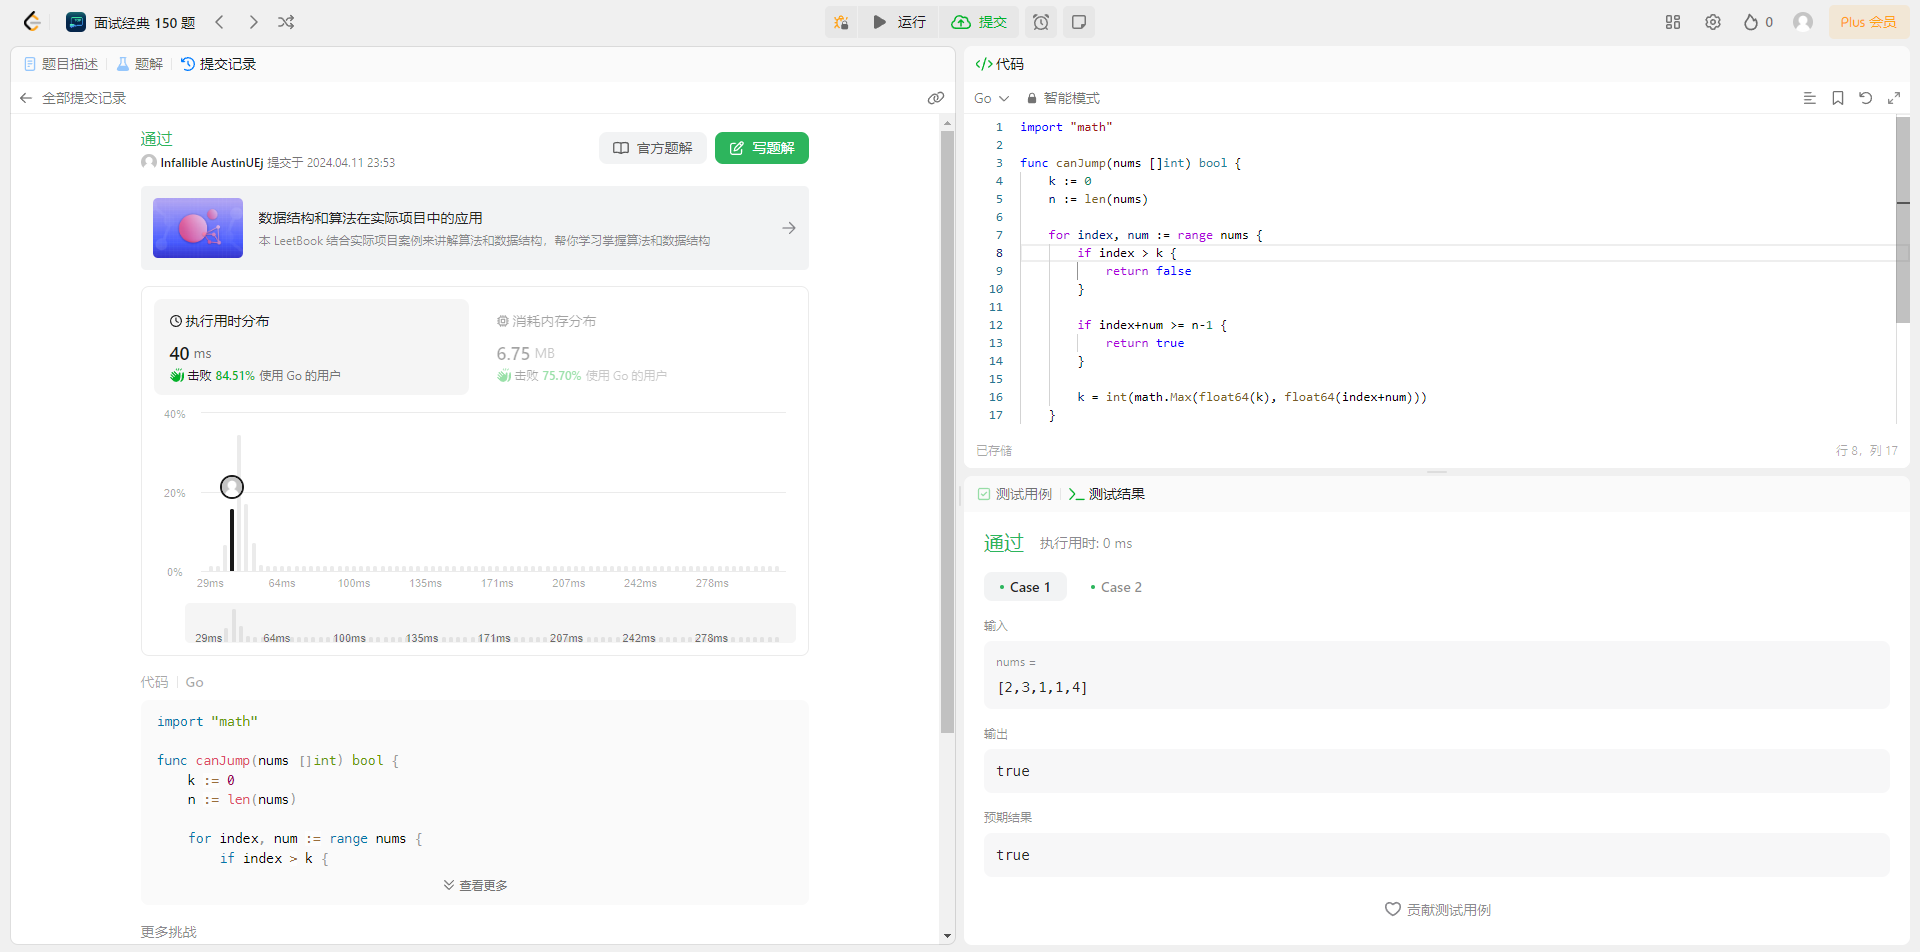 面试经典 150 题
运行
提交
0
Plus 会员
题目描述
题解
提交记录
全部提交记录
通过
Infallible AustinUEj 提交于 2024.04.11 23:53
官方题解
写题解
数据结构和算法在实际项目中的应用
本 LeetBook 结合实际项目案例来讲解算法和数据结构，帮你学习掌握算法和数据结构
执行用时分布
40 ms
击败 84.51% 使用 Go 的用户
消耗内存分布
6.75 MB
击败 75.70% 使用 Go 的用户
40%
20%
0%
29ms 64ms 100ms 135ms 171ms 207ms 242ms 278ms
29ms 64ms 100ms 135ms 171ms 207ms 242ms 278ms
代码 Go
import "math"
func canJump(nums []int) bool {
k := 0
n := len(nums)
for index, num := range nums {
if index > k {
查看更多
更多挑战
代码
Go 智能模式
1 import "math"
2
3 func canJump(nums []int) bool {
4 k := 0
5 n := len(nums)
6
7 for index, num := range nums {
8 if index > k {
9 return false
10 }
11
12 if index+num >= n-1 {
13 return true
14 }
15
16 k = int(math.Max(float64(k), float64(index+num)))
17 }
已存储
行 8，列 17
测试用例
测试结果
通过 执行用时: 0 ms
Case 1
Case 2
输入
nums =
[2,3,1,1,4]
输出
true
预期结果
true
贡献测试用例